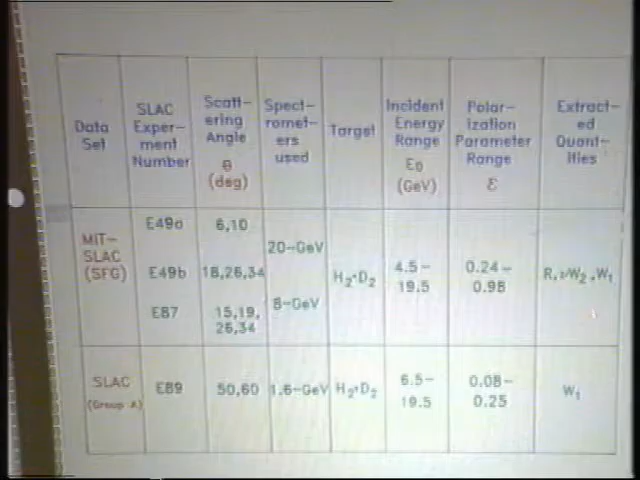 Data Set
SLAC Exper- ment Number
Scatt- ering Angle θ (deg)
Spect- romet- ers used
Target
Incident Energy Range E₀ (GeV)
Polar- ization Parameter Range ε
Extract- ed Quant- ities
MIT- SLAC (SFG)
E49a
6,10
E49b
18,26,34
E87
15,19, 26,34
20-GeV
8-GeV
H₂,D₂
4.5- 19.5
0.24- 0.98
R,νW₂,W₁
SLAC (Group A)
E89
50,60
1.6-GeV
H₂,D₂
6.5- 19.5
0.08- 0.25
W₁